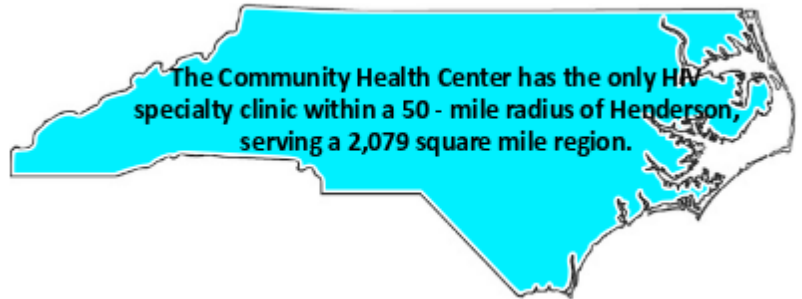 The Community Health Center has the only HIV
specialty clinic within a 50 - mile radius of Henderson,
serving a 2,079 square mile region.